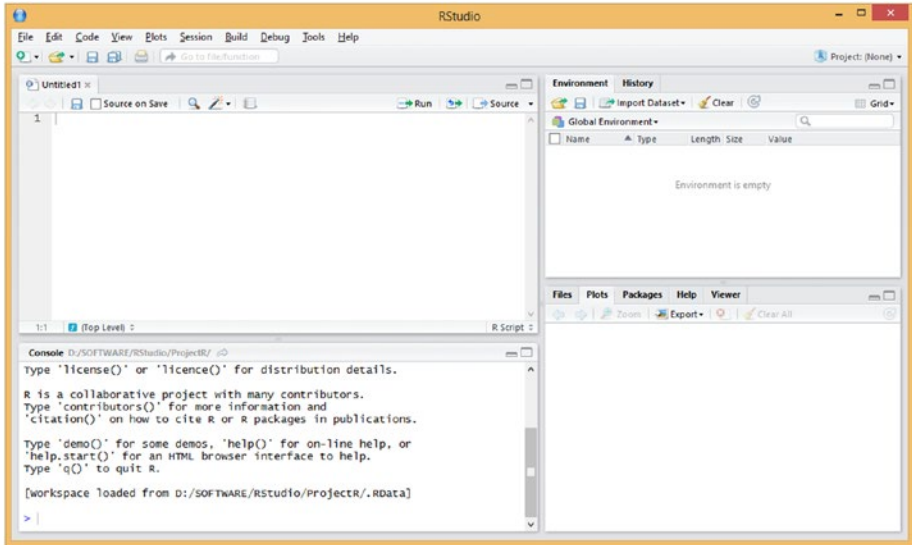 RStudio
File Edit Code View Plots Session Build Debug Tools Help
Go to file/function
Project: (None)
Untitled1
Source on Save
Run
Source
1
1:1
(Top Level)
R Script
Console D:/SOFTWARE/RStudio/ProjectR/
Type 'license()' or 'licence()' for distribution details.
R is a collaborative project with many contributors.
Type 'contributors()' for more information and
'citation()' on how to cite R or R packages in publications.
Type 'demo()' for some demos, 'help()' for on-line help, or
'help.start()' for an HTML browser interface to help.
Type 'q()' to quit R.
[Workspace loaded from D:/SOFTWARE/RStudio/ProjectR/.RData]
>
Environment History
Import Dataset Clear Grid
Global Environment
Name Type Length Size Value
Environment is empty
Files Plots Packages Help Viewer
Zoom Export Clear All